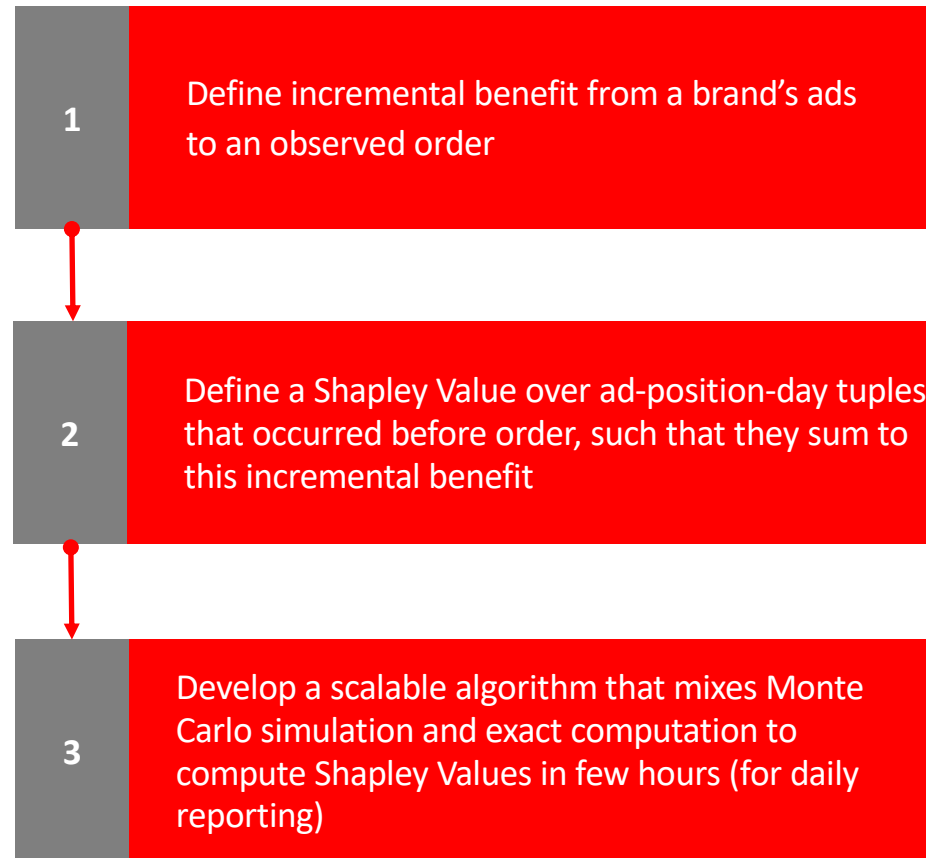 1
Define incremental benefit from a brand’s ads
to an observed order
2
Define a Shapley Value over ad-position-day tuples
that occurred before order, such that they sum to
this incremental benefit
3
Develop a scalable algorithm that mixes Monte
Carlo simulation and exact computation to
compute Shapley Values in few hours (for daily
reporting)